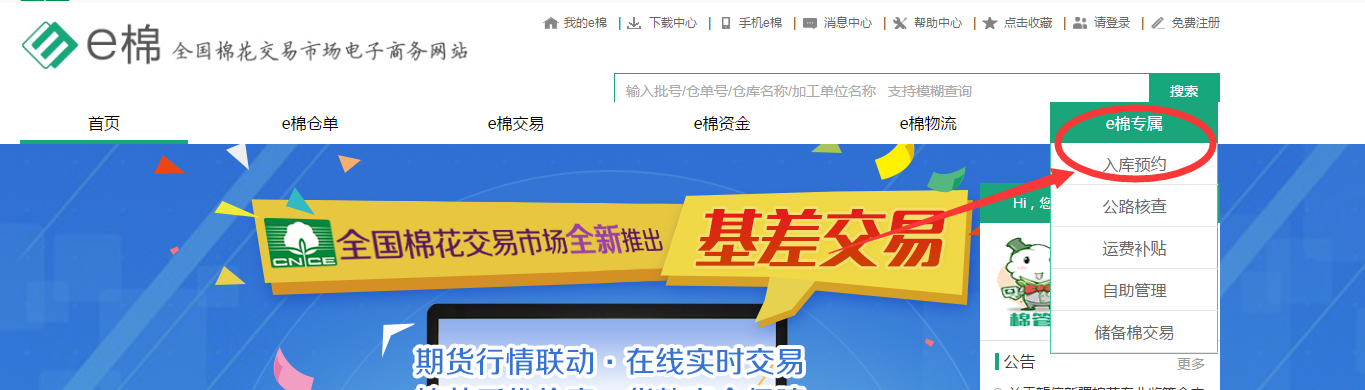 我的e棉 | 下载中心 | 手机e棉 | 消息中心 | 帮助中心 | 点击收藏 | 请登录 | 免费注册
e棉 全国棉花交易市场电子商务网站
输入批号/仓单号/仓库名称/加工单位名称 支持模糊查询 搜索
首页 e棉仓单 e棉交易 e棉资金 e棉物流 e棉专属
入库预约
公路核查
运费补贴
自助管理
储备棉交易
Hi，您
CNCE 全国棉花交易市场全新推出 基差交易
期货行情联动·在线实时交易
棉管
公告 更多